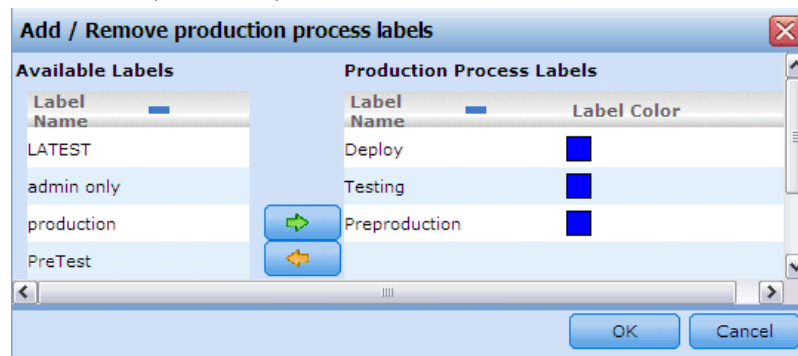 Add / Remove production process labels
Available Labels
Production Process Labels
Label Name
Label Name
Label Color
LATEST
Deploy
admin only
Testing
production
Preproduction
PreTest
OK
Cancel